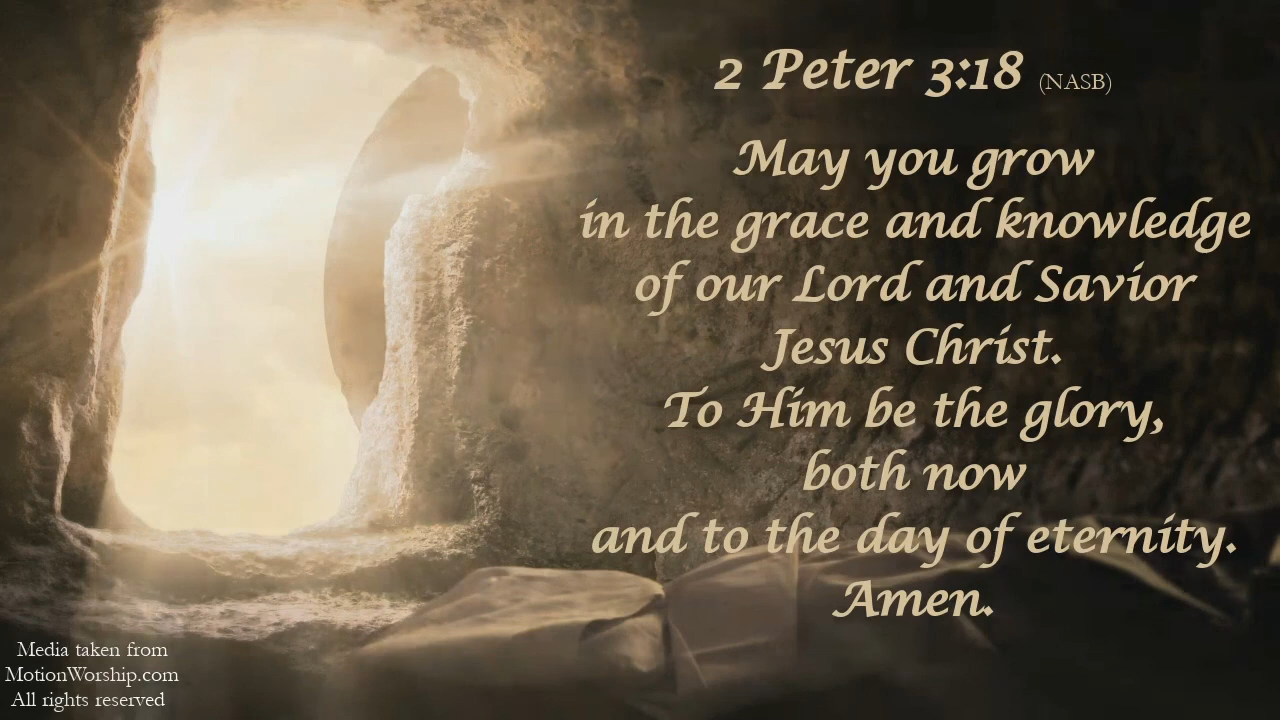 2 Peter 3:18 (NASB)
May you grow
in the grace and knowledge
of our Lord and Savior
Jesus Christ.
To Him be the glory,
both now
and to the day of eternity.
Amen.
Media taken from
MotionWorship.com
All rights reserved